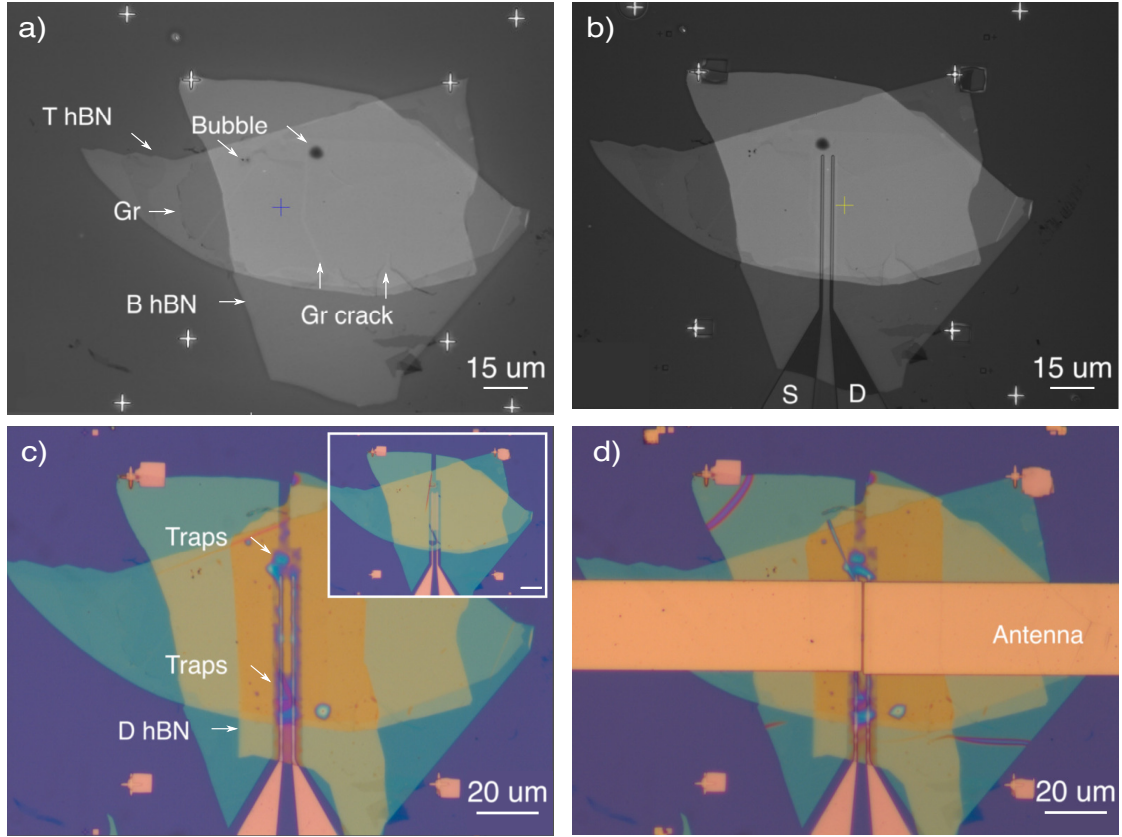 a)
T hBN
Bubble
Gr
B hBN
Gr crack
15 um
b)
S
D
15 um
c)
Traps
Traps
D hBN
20 um
d)
Antenna
20 um